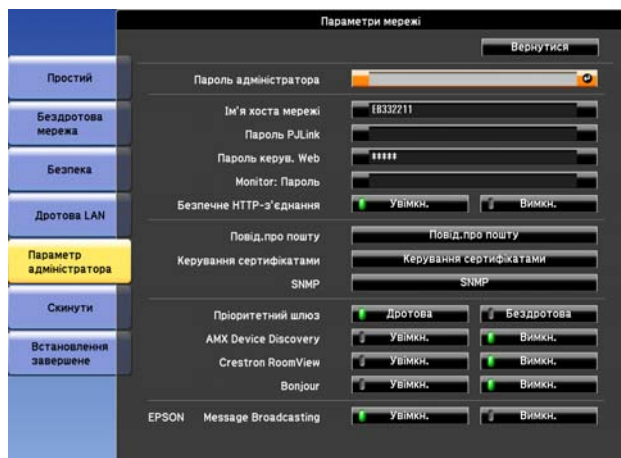 Параметри мережі
Вернутися
Простий
Бездротова
мережа
Безпека
Дротова LAN
Параметр
адміністратора
Скинути
Встановлення
завершене
Пароль адміністратора
Ім'я хоста мережі EB332211
Пароль PJLink
Пароль керув. Web *****
Monitor: Пароль
Безпечне HTTP-з'єднання Увімкн. Вимкн.
Повід.про пошту Повід.про пошту
Керування сертифікатами Керування сертифікатами
SNMP SNMP
Пріоритетний шлюз Дротова Бездротова
AMX Device Discovery Увімкн. Вимкн.
Crestron RoomView Увімкн. Вимкн.
Bonjour Увімкн. Вимкн.
EPSON Message Broadcasting Увімкн. Вимкн.